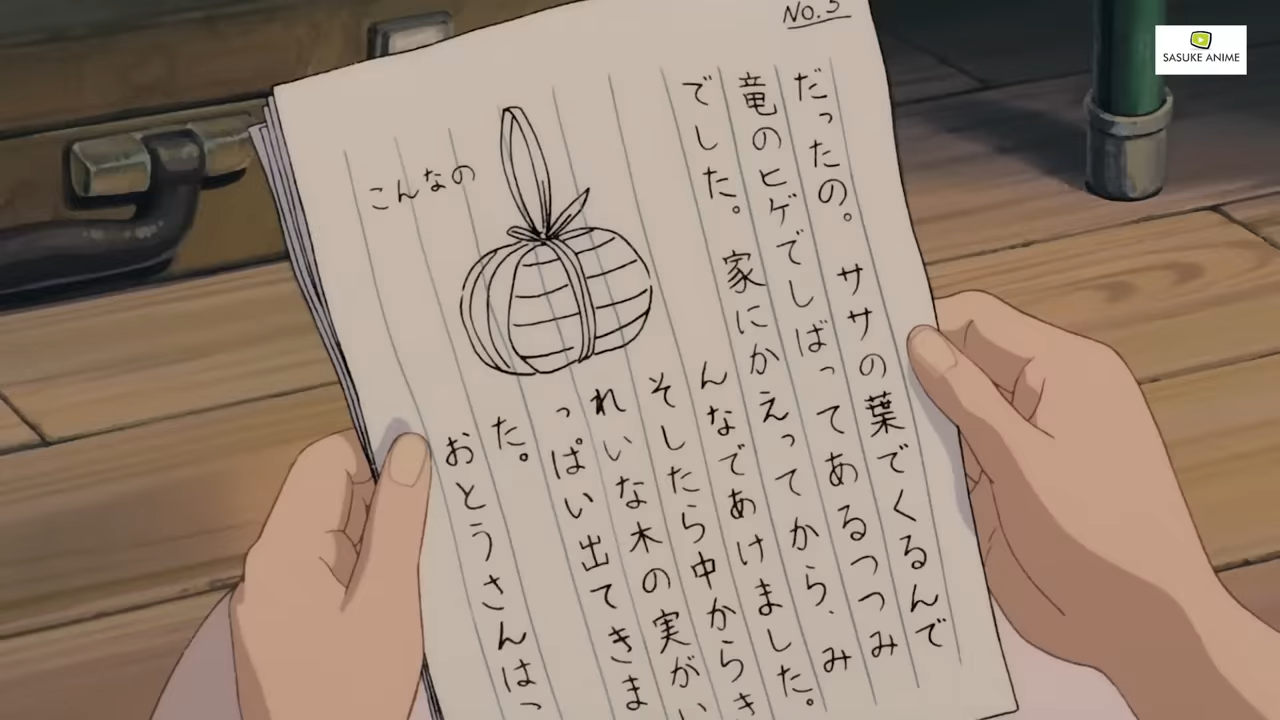 No.3
だったの。ササの葉でくるんで
竜のヒゲでしばってあるつつみ
でした。家にかえってから、み
んなであけました。
そしたら中からき
れいな木の実がい
っぱい出てきま
た。
おとうさんは
こんなの
SASUKE ANIME